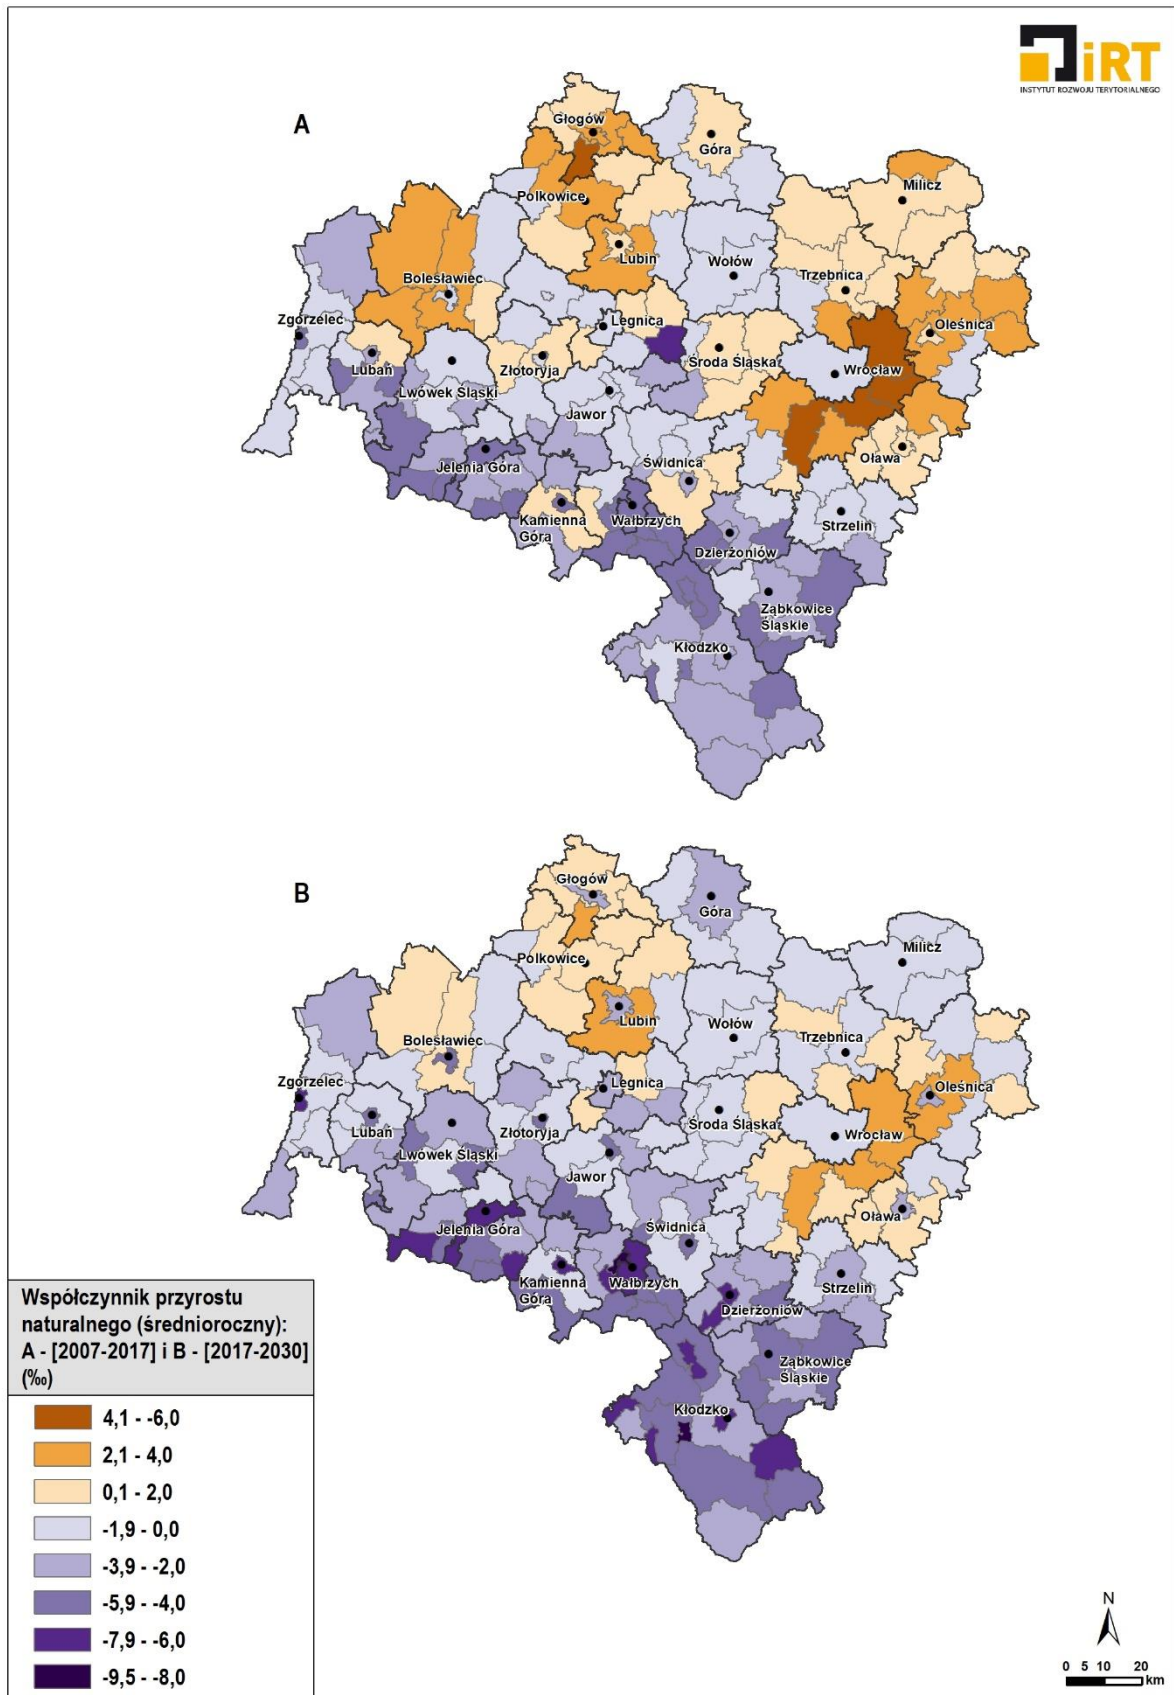 iRT
INSTYTUT ROZWOJU TERYTORIALNEGO
A
Głogów
Góra
Milicz
Polkowice
Lubin
Wołów
Trzebnica
Bolesławiec
Zgorzelec
Legnica
Oleśnica
Lubań
Złotoryja
Środa Śląska
Wrocław
Lwówek Śląski
Jawor
Oława
Jelenia Góra
Świdnica
Kamienna
Góra
Wałbrzych
Strzelin
Dzierżoniów
Ząbkowice
Śląskie
Kłodzko
B
Głogów
Góra
Milicz
Polkowice
Lubin
Wołów
Trzebnica
Bolesławiec
Zgorzelec
Legnica
Oleśnica
Lubań
Złotoryja
Środa Śląska
Wrocław
Lwówek Śląski
Jawor
Oława
Jelenia Góra
Świdnica
Kamienna
Góra
Wałbrzych
Strzelin
Dzierżoniów
Ząbkowice
Śląskie
Kłodzko
Współczynnik przyrostu
naturalnego (średnioroczny):
A - [2007-2017] i B - [2017-2030]
(‰)
4,1 - -6,0
2,1 - 4,0
0,1 - 2,0
-1,9 - 0,0
-3,9 - -2,0
-5,9 - -4,0
-7,9 - -6,0
-9,5 - -8,0
N
0 5 10 20
km